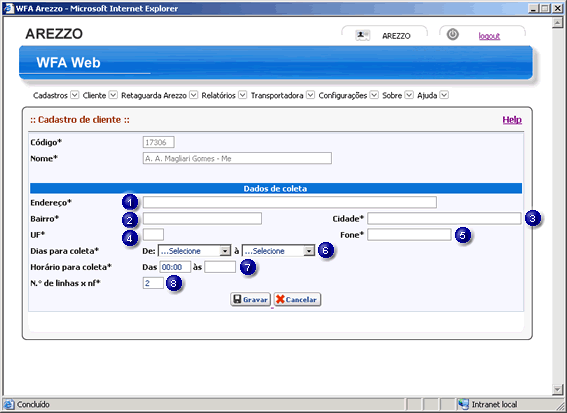 WFA Arezzo - Microsoft Internet Explorer
AREZZO
AREZZO
logout
WFA Web
Cadastros Cliente Retaguarda Arezzo Relatórios Transportadora Configurações Sobre Ajuda
:: Cadastro de cliente :: Help
Código* 17306
Nome* A. A. Magliari Gomes - Me
Dados de coleta
Endereço* 1
Bairro* 2 Cidade* 3
UF* 4 Fone* 5
Dias para coleta* De: ...Selecione à ...Selecione 6
Horário para coleta* Das 00:00 às 7
N.° de linhas x nf* 2 8
Gravar Cancelar
Concluído Intranet local